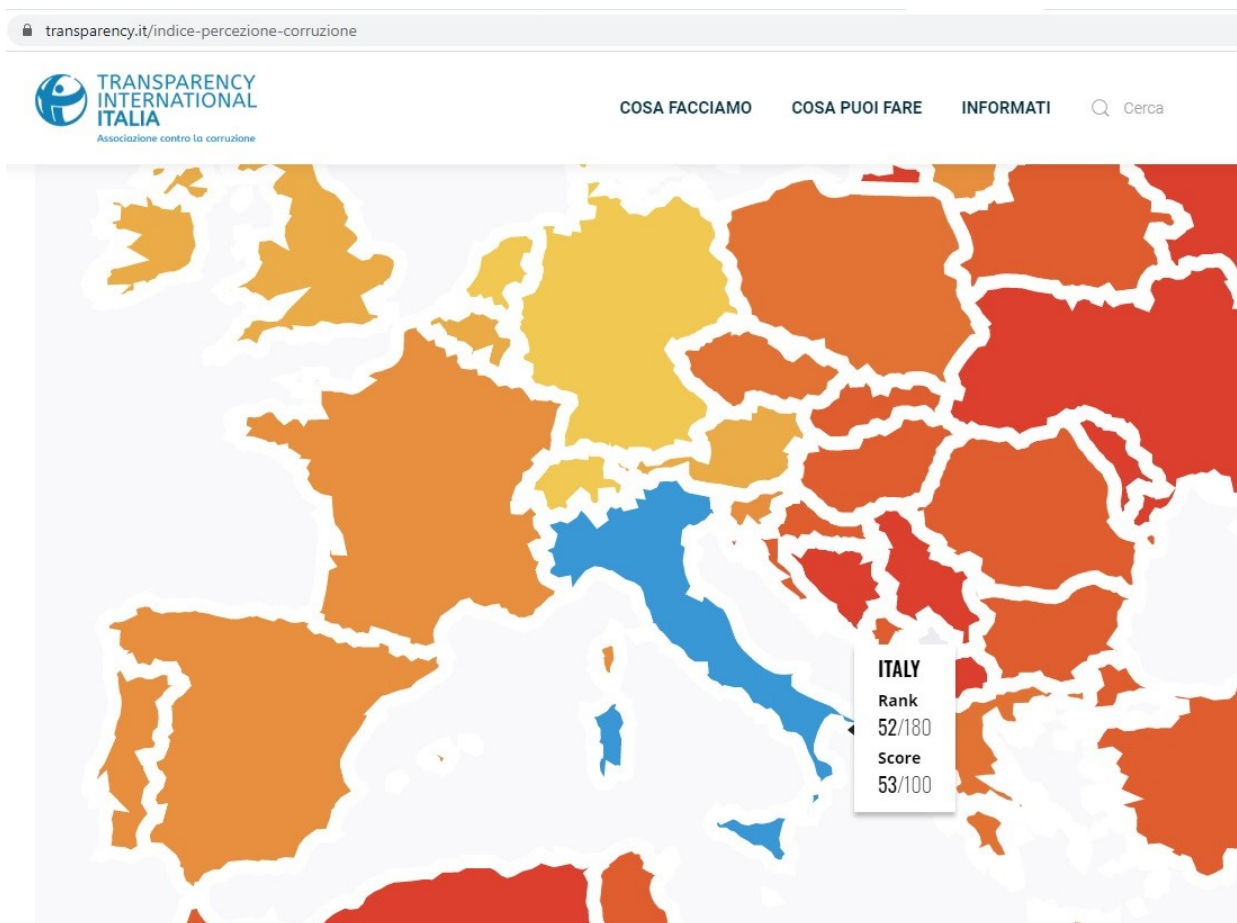 transparency.it/indice-percezione-corruzione
TRANSPARENCY
INTERNATIONAL
ITALIA
Associazione contro la corruzione
COSA FACCIAMO COSA PUOI FARE INFORMATI Cerca
ITALY
Rank
52/180
Score
53/100